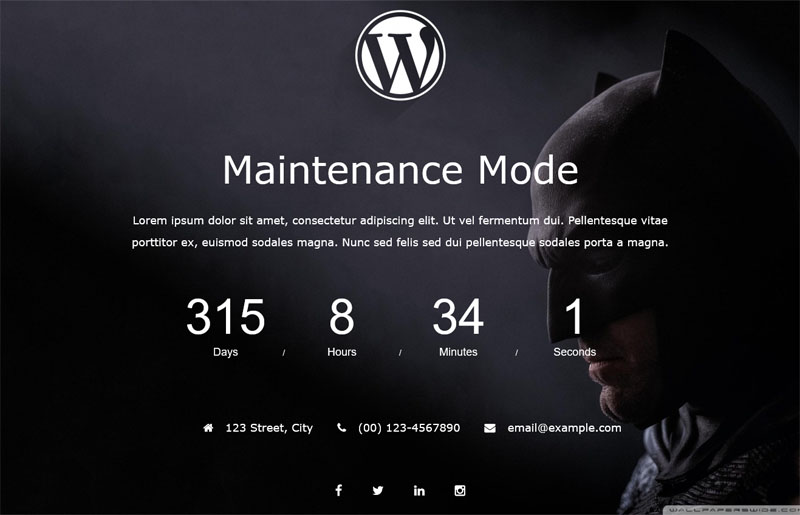 W
Maintenance Mode
Lorem ipsum dolor sit amet, consectetur adipiscing elit. Ut vel fermentum dui. Pellentesque vitae
porttitor ex, euismod sodales magna. Nunc sed felis sed dui pellentesque sodales porta a magna.
315 8 34 1
Days / Hours / Minutes / Seconds
123 Street, City (00) 123-4567890 email@example.com
f in
WALLPAPERSWIDE.COM